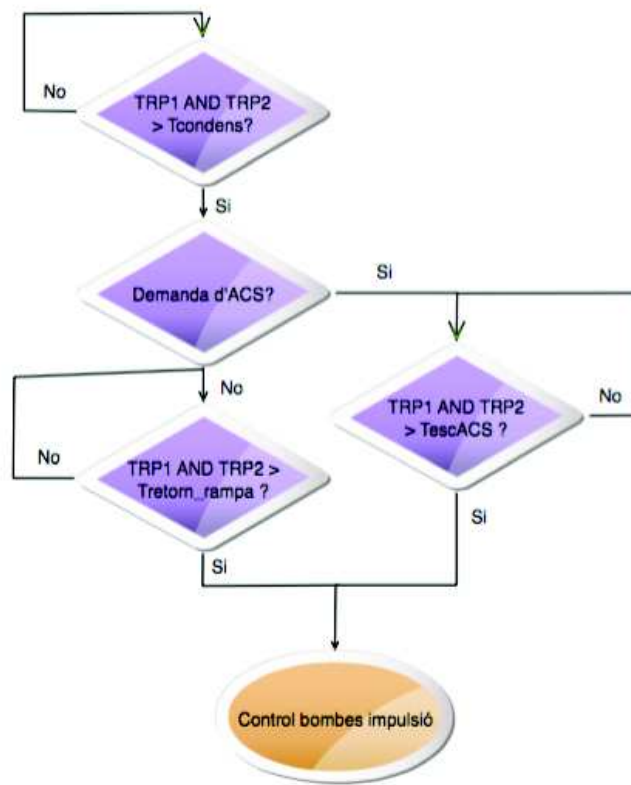 No
TRP1 AND TRP2
> Tcondens?
Si
Demanda d'ACS?
Si
No
TRP1 AND TRP2
> TescACS ?
No
No
TRP1 AND TRP2 >
Tretorn_rampa ?
Si
Si
Control bombes impulsió